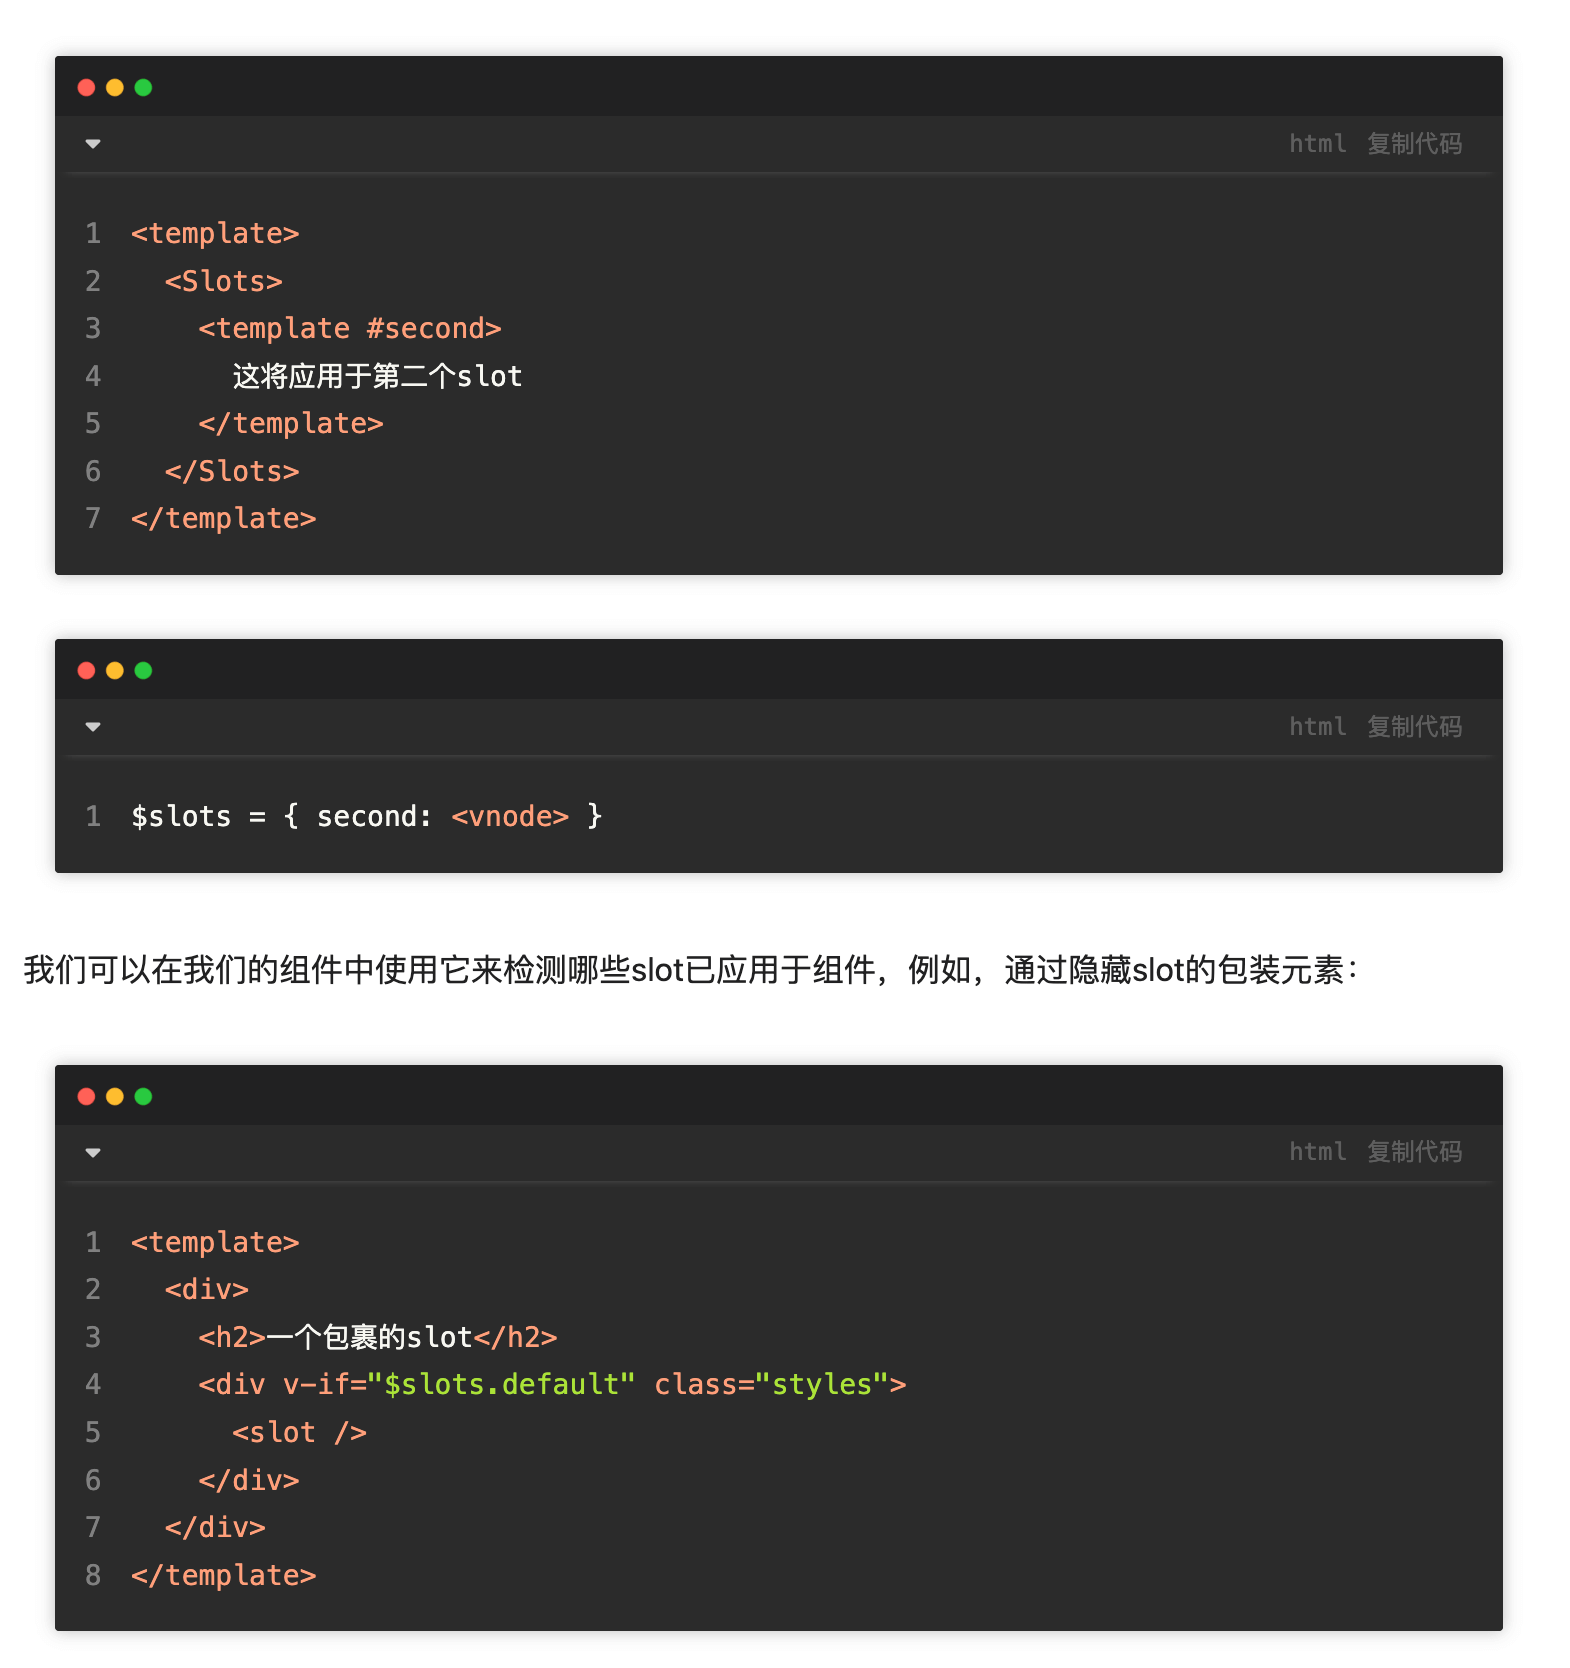 html 复制代码
1 <template>
2   <Slots>
3     <template #second>
4       这将应用于第二个slot
5     </template>
6   </Slots>
7 </template>
html 复制代码
1 $slots = { second: <vnode> }
我们可以在我们的组件中使用它来检测哪些slot已应用于组件，例如，通过隐藏slot的包装元素：
html 复制代码
1 <template>
2   <div>
3     <h2>一个包裹的slot</h2>
4     <div v-if="$slots.default" class="styles">
5       <slot />
6     </div>
7   </div>
8 </template>